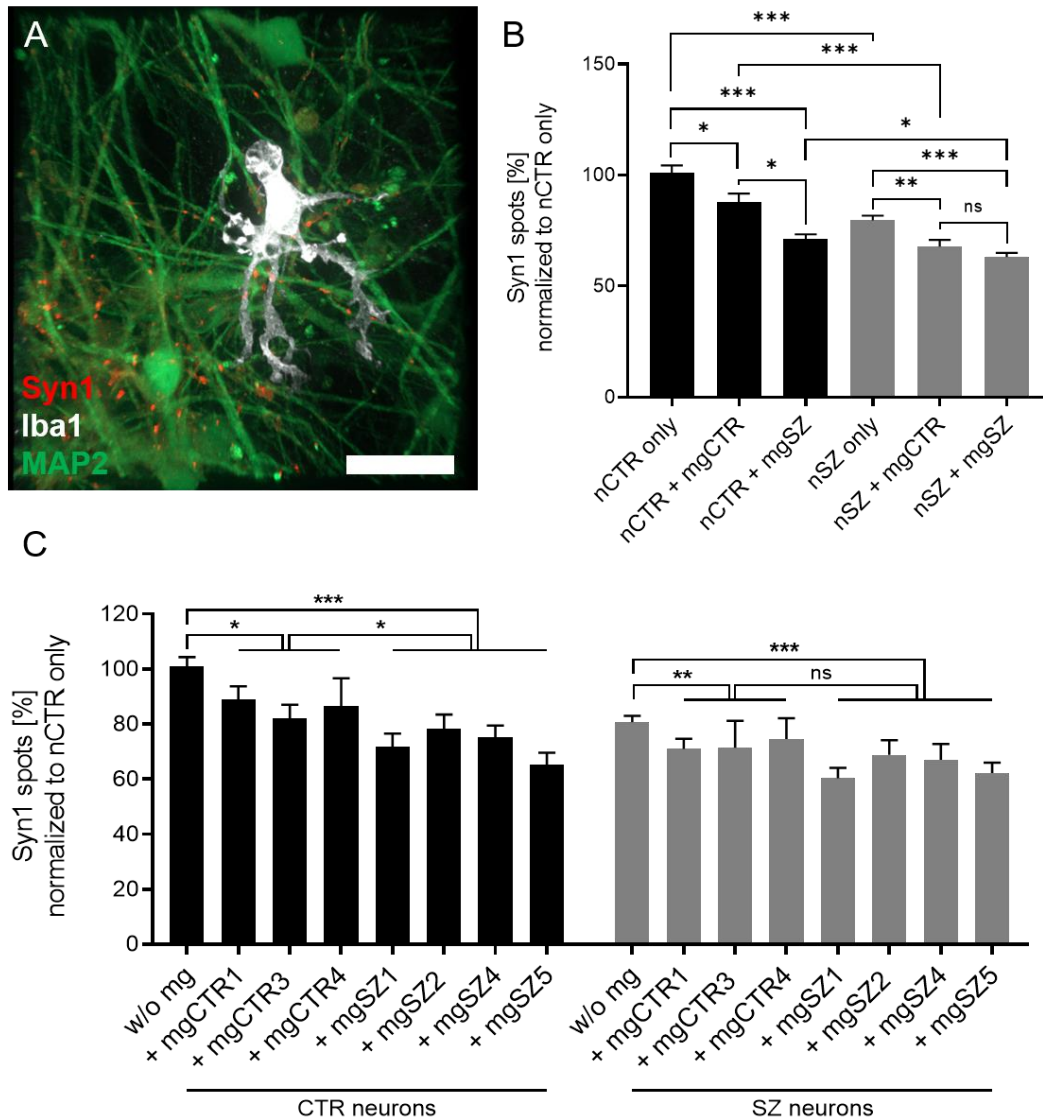 A
Syn1
Iba1
MAP2
B
Syn1 spots [%]
normalized to nCTR only
150
100
50
0
***
***
***
*
*
*
***
**
ns
nCTR only
nCTR + mgCTR
nCTR + mgSZ
nSZ only
nSZ + mgCTR
nSZ + mgSZ
C
Syn1 spots [%]
normalized to nCTR only
120
100
80
60
40
20
0
***
*
*
***
**
ns
w/o mg
+ mgCTR1
+ mgCTR3
+ mgCTR4
+ mgSZ1
+ mgSZ2
+ mgSZ4
+ mgSZ5
w/o mg
+ mgCTR1
+ mgCTR3
+ mgCTR4
+ mgSZ1
+ mgSZ2
+ mgSZ4
+ mgSZ5
CTR neurons
SZ neurons